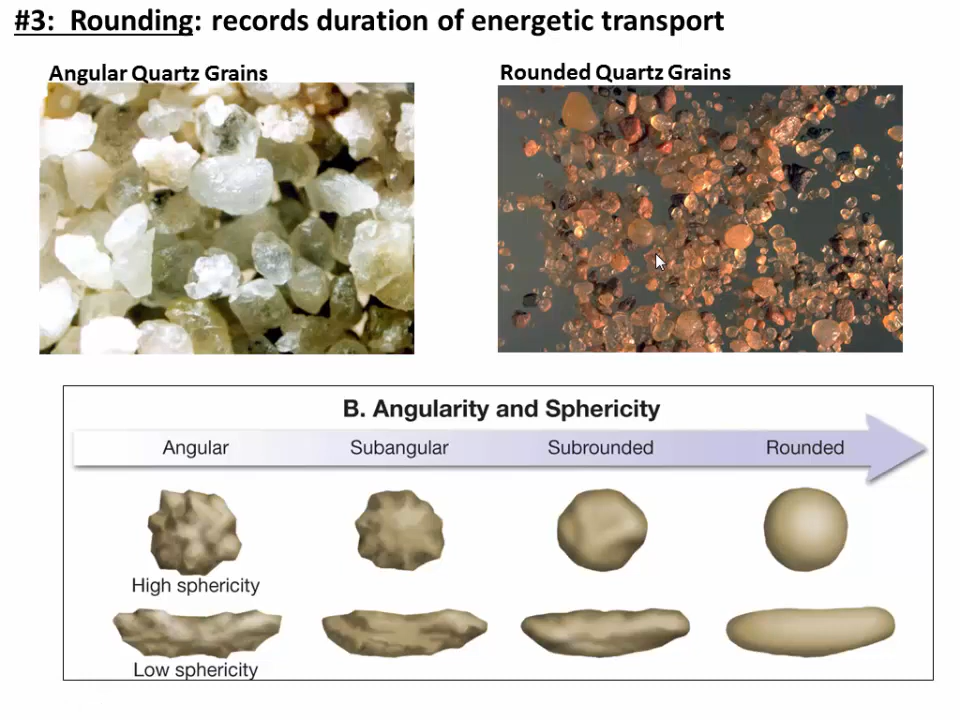 #3:  Rounding: records duration of energetic transport
Angular Quartz Grains
Rounded Quartz Grains
B. Angularity and Sphericity
Angular
Subangular
Subrounded
Rounded
High sphericity
Low sphericity